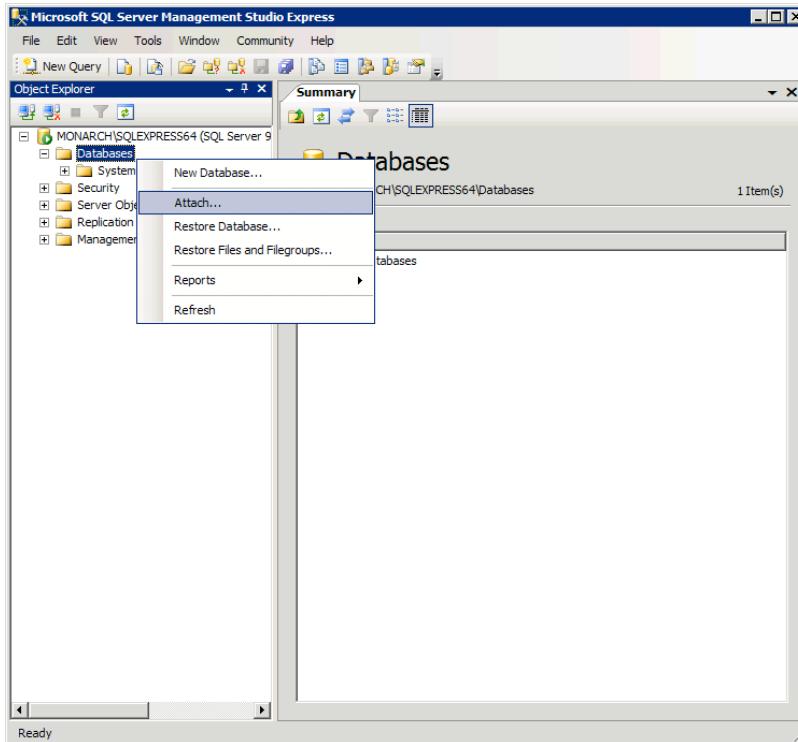 Microsoft SQL Server Management Studio Express
File Edit View Tools Window Community Help
New Query
Object Explorer
MONARCH\SQLEXPRESS64 (SQL Server 9
Databases
System
Security
Server Obje
Replication
Managemen
New Database...
Attach...
Restore Database...
Restore Files and Filegroups...
Reports
Refresh
Summary
Databases
CH\SQLEXPRESS64\Databases
1 Item(s)
tabases
Ready